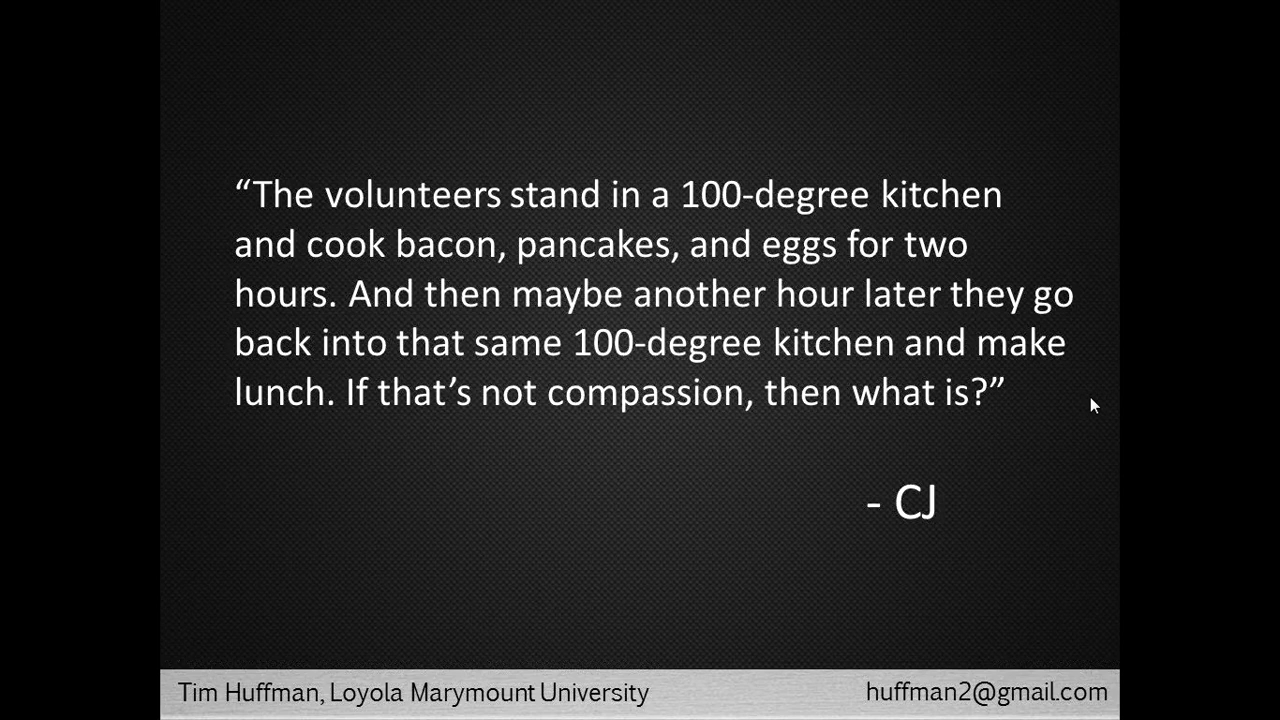 “The volunteers stand in a 100-degree kitchen
and cook bacon, pancakes, and eggs for two
hours. And then maybe another hour later they go
back into that same 100-degree kitchen and make
lunch. If that’s not compassion, then what is?”
- CJ
Tim Huffman, Loyola Marymount University
huffman2@gmail.com